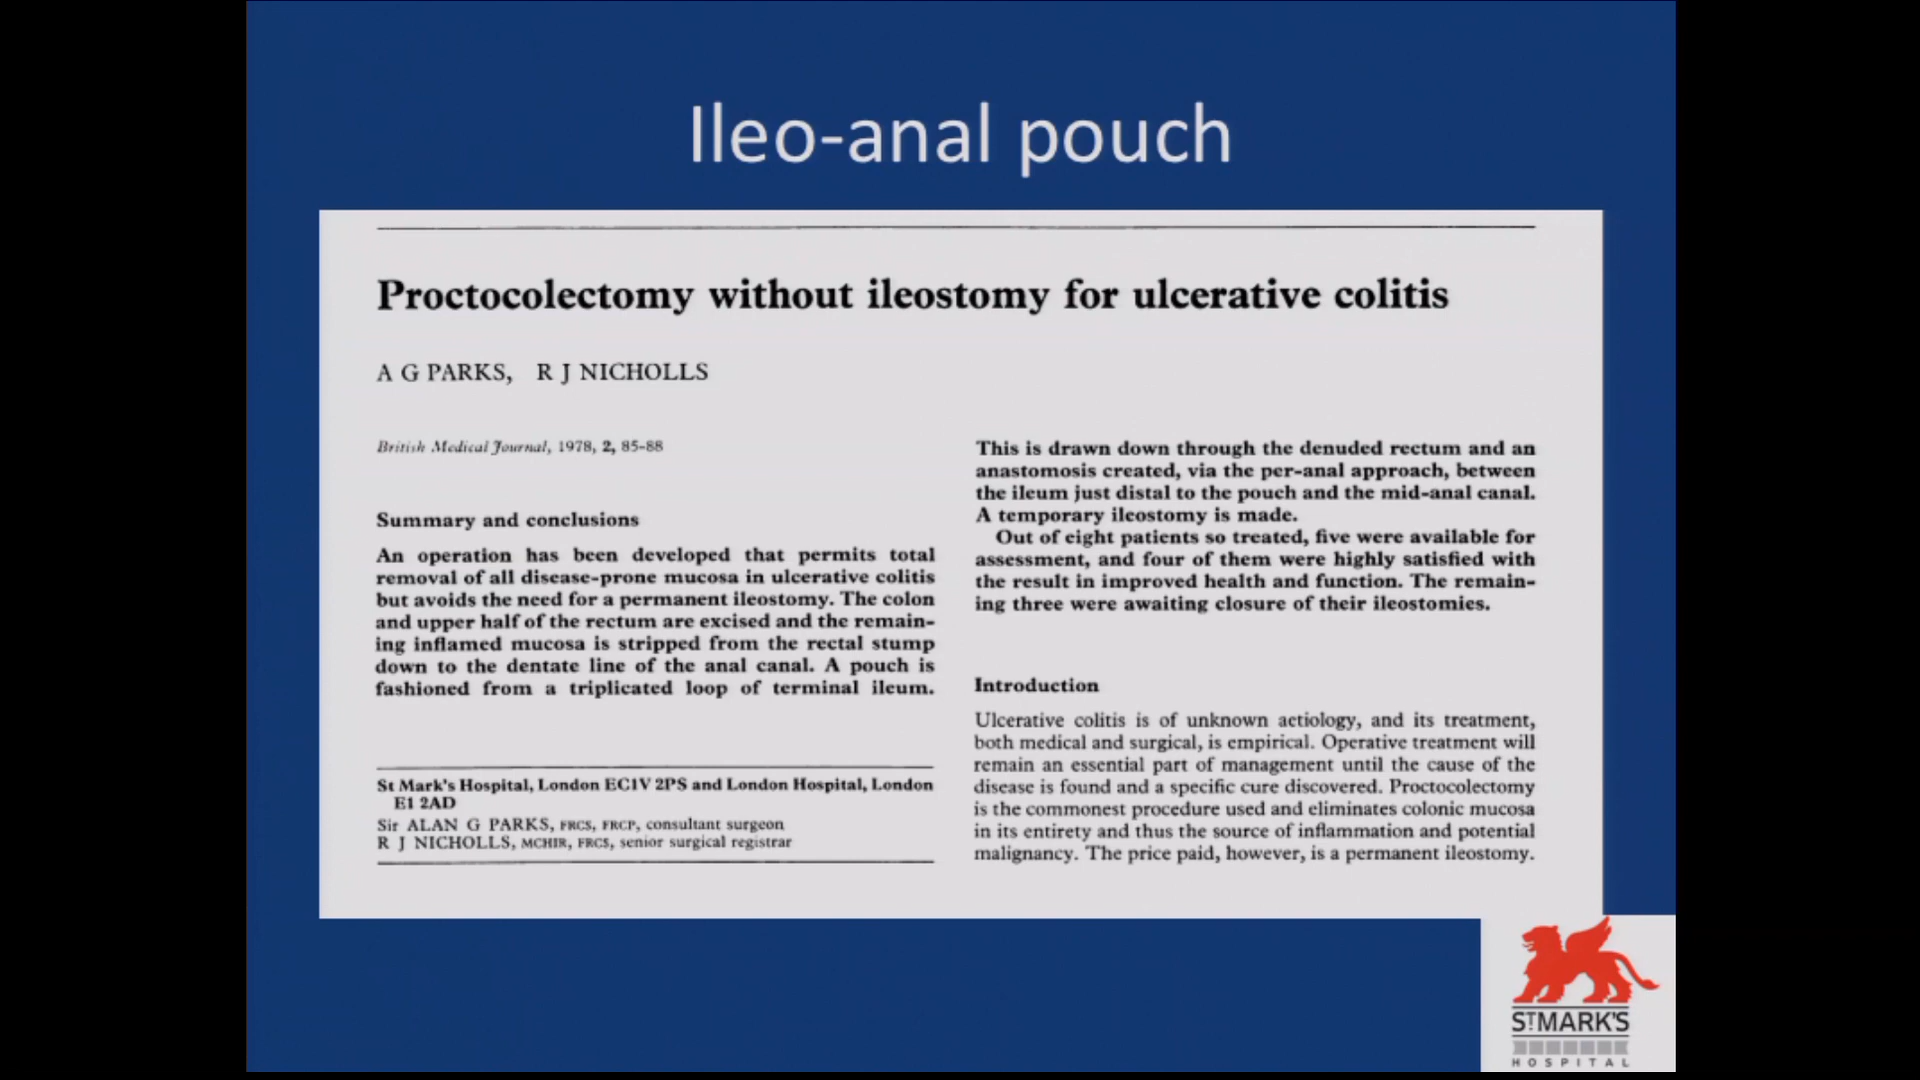 Ileo-anal pouch
Proctocolectomy without ileostomy for ulcerative colitis
A G PARKS, R J NICHOLLS
British Medical Journal, 1978, 2, 85-88
Summary and conclusions
An operation has been developed that permits total
removal of all disease-prone mucosa in ulcerative colitis
but avoids the need for a permanent ileostomy. The colon
and upper half of the rectum are excised and the remain-
ing inflamed mucosa is stripped from the rectal stump
down to the dentate line of the anal canal. A pouch is
fashioned from a triplicated loop of terminal ileum.
St Mark's Hospital, London EC1V 2PS and London Hospital, London
E1 2AD
Sir ALAN G PARKS, FRCS, FRCP, consultant surgeon
R J NICHOLLS, MCHIR, FRCS, senior surgical registrar
This is drawn down through the denuded rectum and an
anastomosis created, via the per-anal approach, between
the ileum just distal to the pouch and the mid-anal canal.
A temporary ileostomy is made.
Out of eight patients so treated, five were available for
assessment, and four of them were highly satisfied with
the result in improved health and function. The remain-
ing three were awaiting closure of their ileostomies.
Introduction
Ulcerative colitis is of unknown aetiology, and its treatment,
both medical and surgical, is empirical. Operative treatment will
remain an essential part of management until the cause of the
disease is found and a specific cure discovered. Proctocolectomy
is the commonest procedure used and eliminates colonic mucosa
in its entirety and thus the source of inflammation and potential
malignancy. The price paid, however, is a permanent ileostomy.
ST MARK'S
HOSPITAL